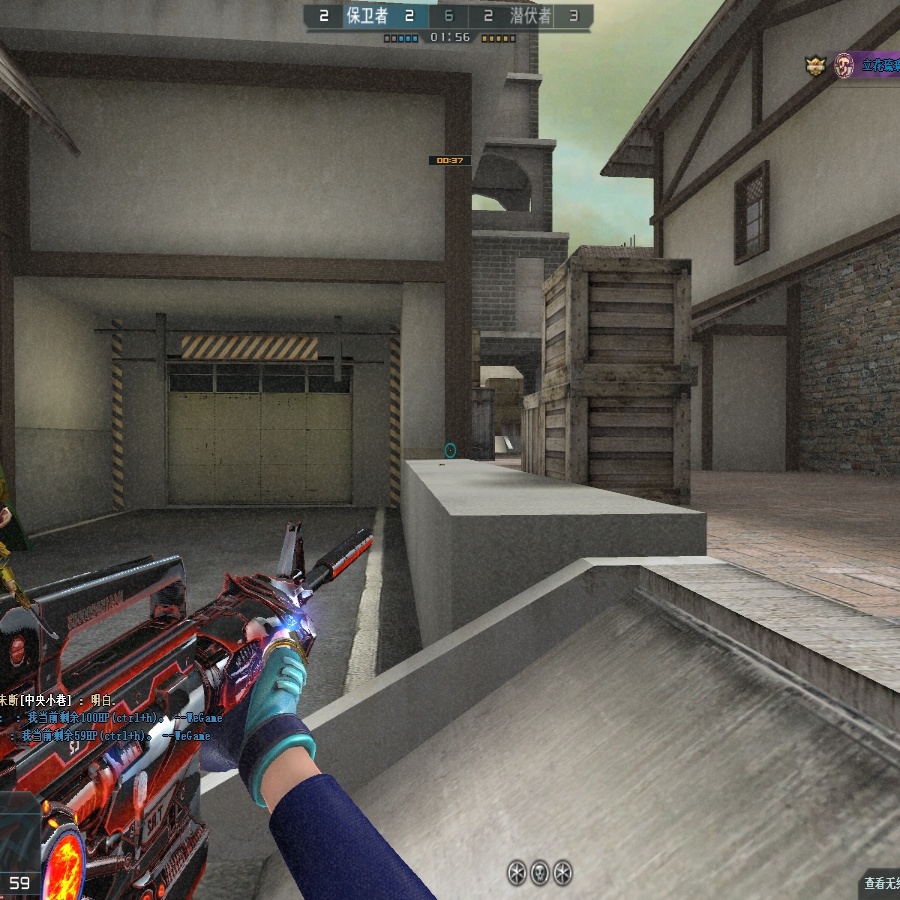 2 保卫者 2 6 2 潜伏者 3
01:56
00:37
未断[中央小巷] : 明白。
: : 我当前剩余100HP(ctrl+h)。 --WeGame
: 我当前剩余59HP(ctrl+h)。 --WeGame
SJ
59
查看无线